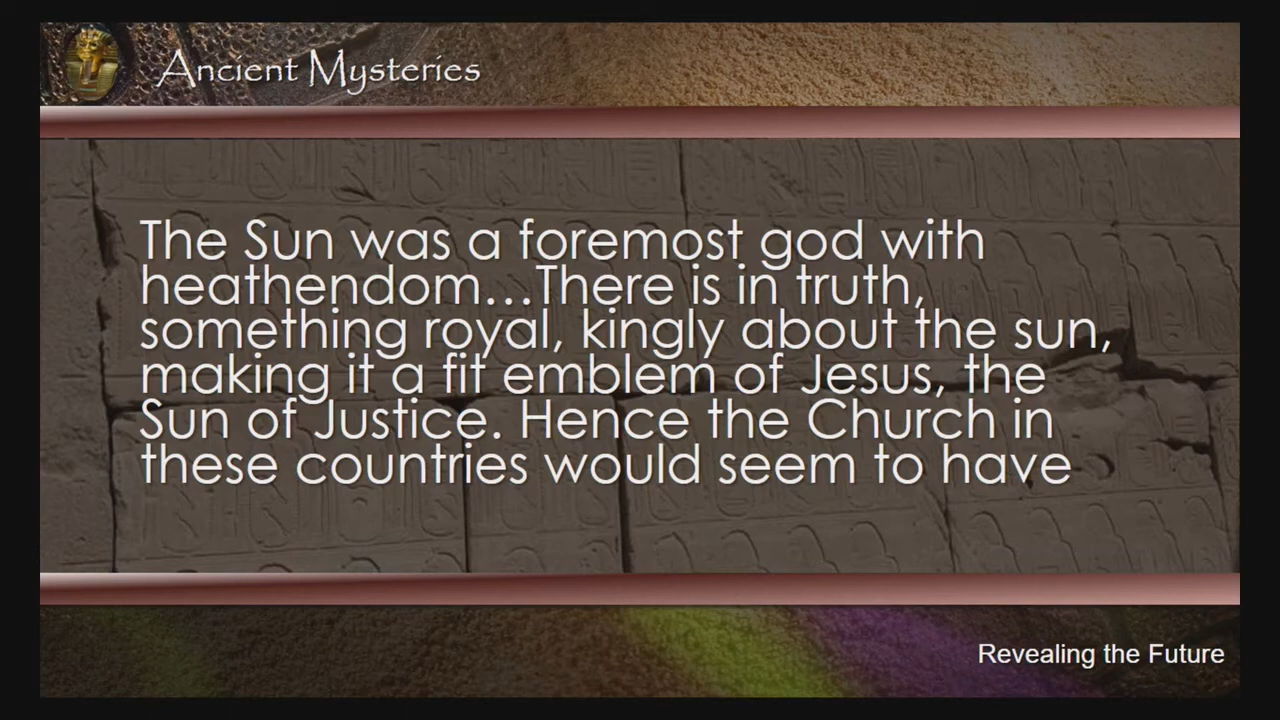 Ancient Mysteries
The Sun was a foremost god with
heathendom...There is in truth,
something royal, kingly about the sun,
making it a fit emblem of Jesus, the
Sun of Justice. Hence the Church in
these countries would seem to have
Revealing the Future